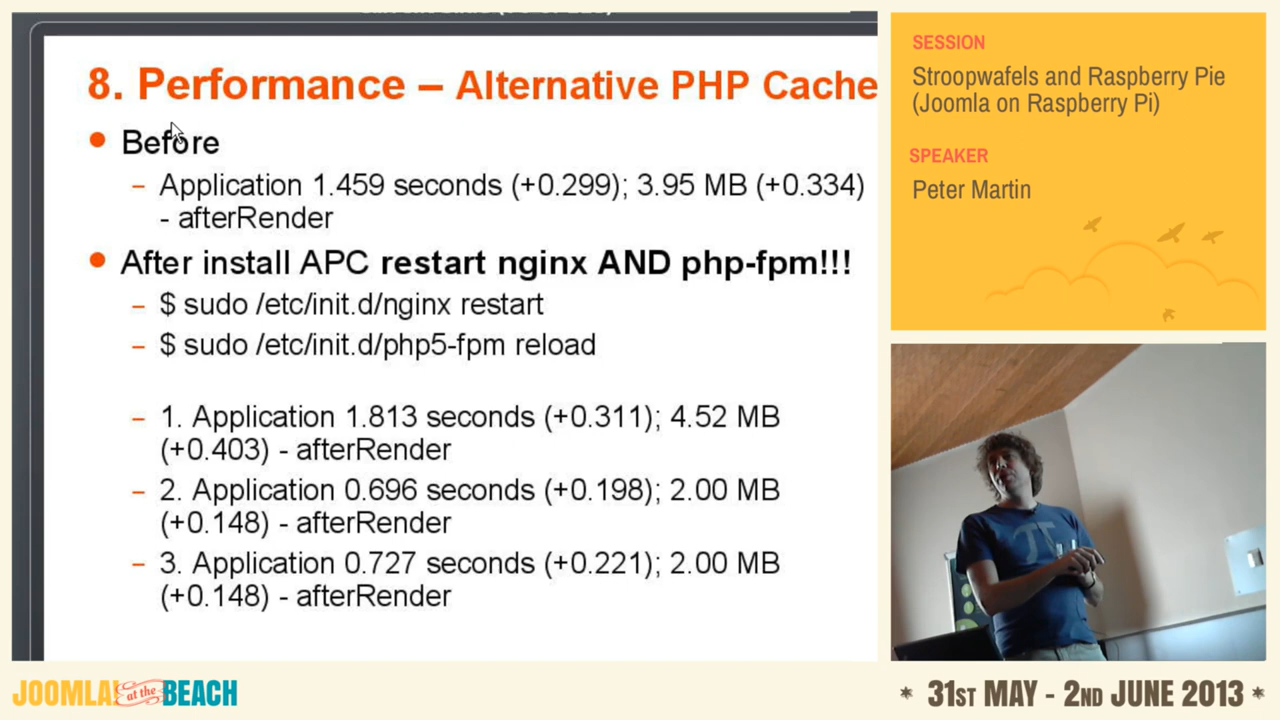 8. Performance – Alternative PHP Cache
Before
– Application 1.459 seconds (+0.299); 3.95 MB (+0.334)
- afterRender
After install APC restart nginx AND php-fpm!!!
– $ sudo /etc/init.d/nginx restart
– $ sudo /etc/init.d/php5-fpm reload
– 1. Application 1.813 seconds (+0.311); 4.52 MB
(+0.403) - afterRender
– 2. Application 0.696 seconds (+0.198); 2.00 MB
(+0.148) - afterRender
– 3. Application 0.727 seconds (+0.221); 2.00 MB
(+0.148) - afterRender
SESSION
Stroopwafels and Raspberry Pie
(Joomla on Raspberry Pi)
SPEAKER
Peter Martin
JOOMLA! at the BEACH
* 31ST MAY - 2ND JUNE 2013 *